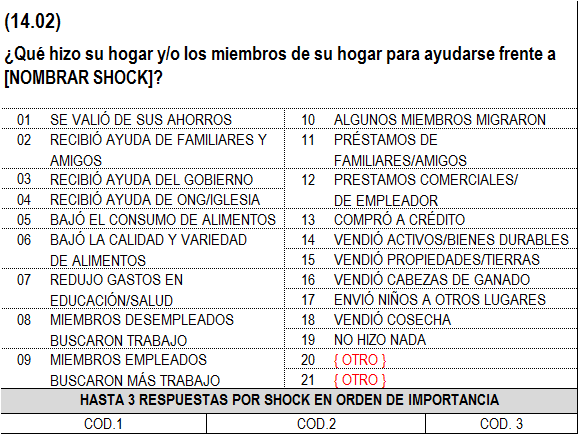 (14.02)
¿Qué hizo su hogar y/o los miembros de su hogar para ayudarse frente a
[NOMBRAR SHOCK]?
01 SE VALIÓ DE SUS AHORROS
02 RECIBIÓ AYUDA DE FAMILIARES Y
AMIGOS
03 RECIBIÓ AYUDA DEL GOBIERNO
04 RECIBIÓ AYUDA DE ONG/IGLESIA
05 BAJÓ EL CONSUMO DE ALIMENTOS
06 BAJÓ LA CALIDAD Y VARIEDAD
DE ALIMENTOS
07 REDUJO GASTOS EN
EDUCACIÓN/SALUD
08 MIEMBROS DESEMPLEADOS
BUSCARON TRABAJO
09 MIEMBROS EMPLEADOS
BUSCARON MÁS TRABAJO
10 ALGUNOS MIEMBROS MIGRARON
11 PRÉSTAMOS DE
FAMILIARES/AMIGOS
12 PRESTAMOS COMERCIALES/
DE EMPLEADOR
13 COMPRÓ A CRÉDITO
14 VENDIÓ ACTIVOS/BIENES DURABLES
15 VENDIÓ PROPIEDADES/TIERRAS
16 VENDIÓ CABEZAS DE GANADO
17 ENVIÓ NIÑOS A OTROS LUGARES
18 VENDIÓ COSECHA
19 NO HIZO NADA
20 { OTRO }
21 { OTRO }
HASTA 3 RESPUESTAS POR SHOCK EN ORDEN DE IMPORTANCIA
COD.1 COD.2 COD. 3